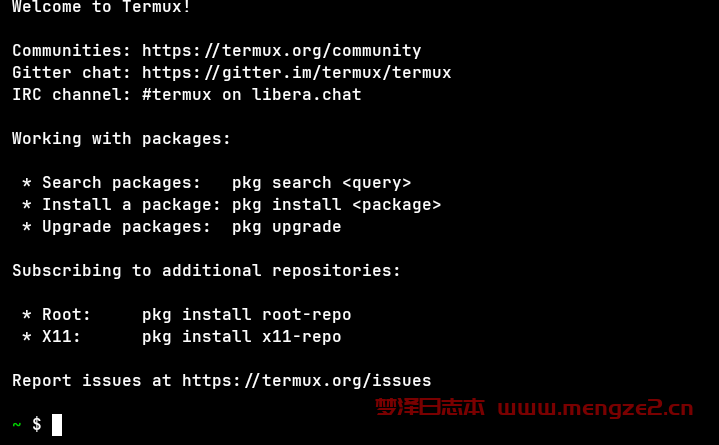 Welcome to Termux!
Communities: https://termux.org/community
Gitter chat: https://gitter.im/termux/termux
IRC channel: #termux on libera.chat
Working with packages:
* Search packages: pkg search <query>
* Install a package: pkg install <package>
* Upgrade packages: pkg upgrade
Subscribing to additional repositories:
* Root: pkg install root-repo
* X11: pkg install x11-repo
Report issues at https://termux.org/issues
梦泽日志本 www.mengze2.cn
~ $